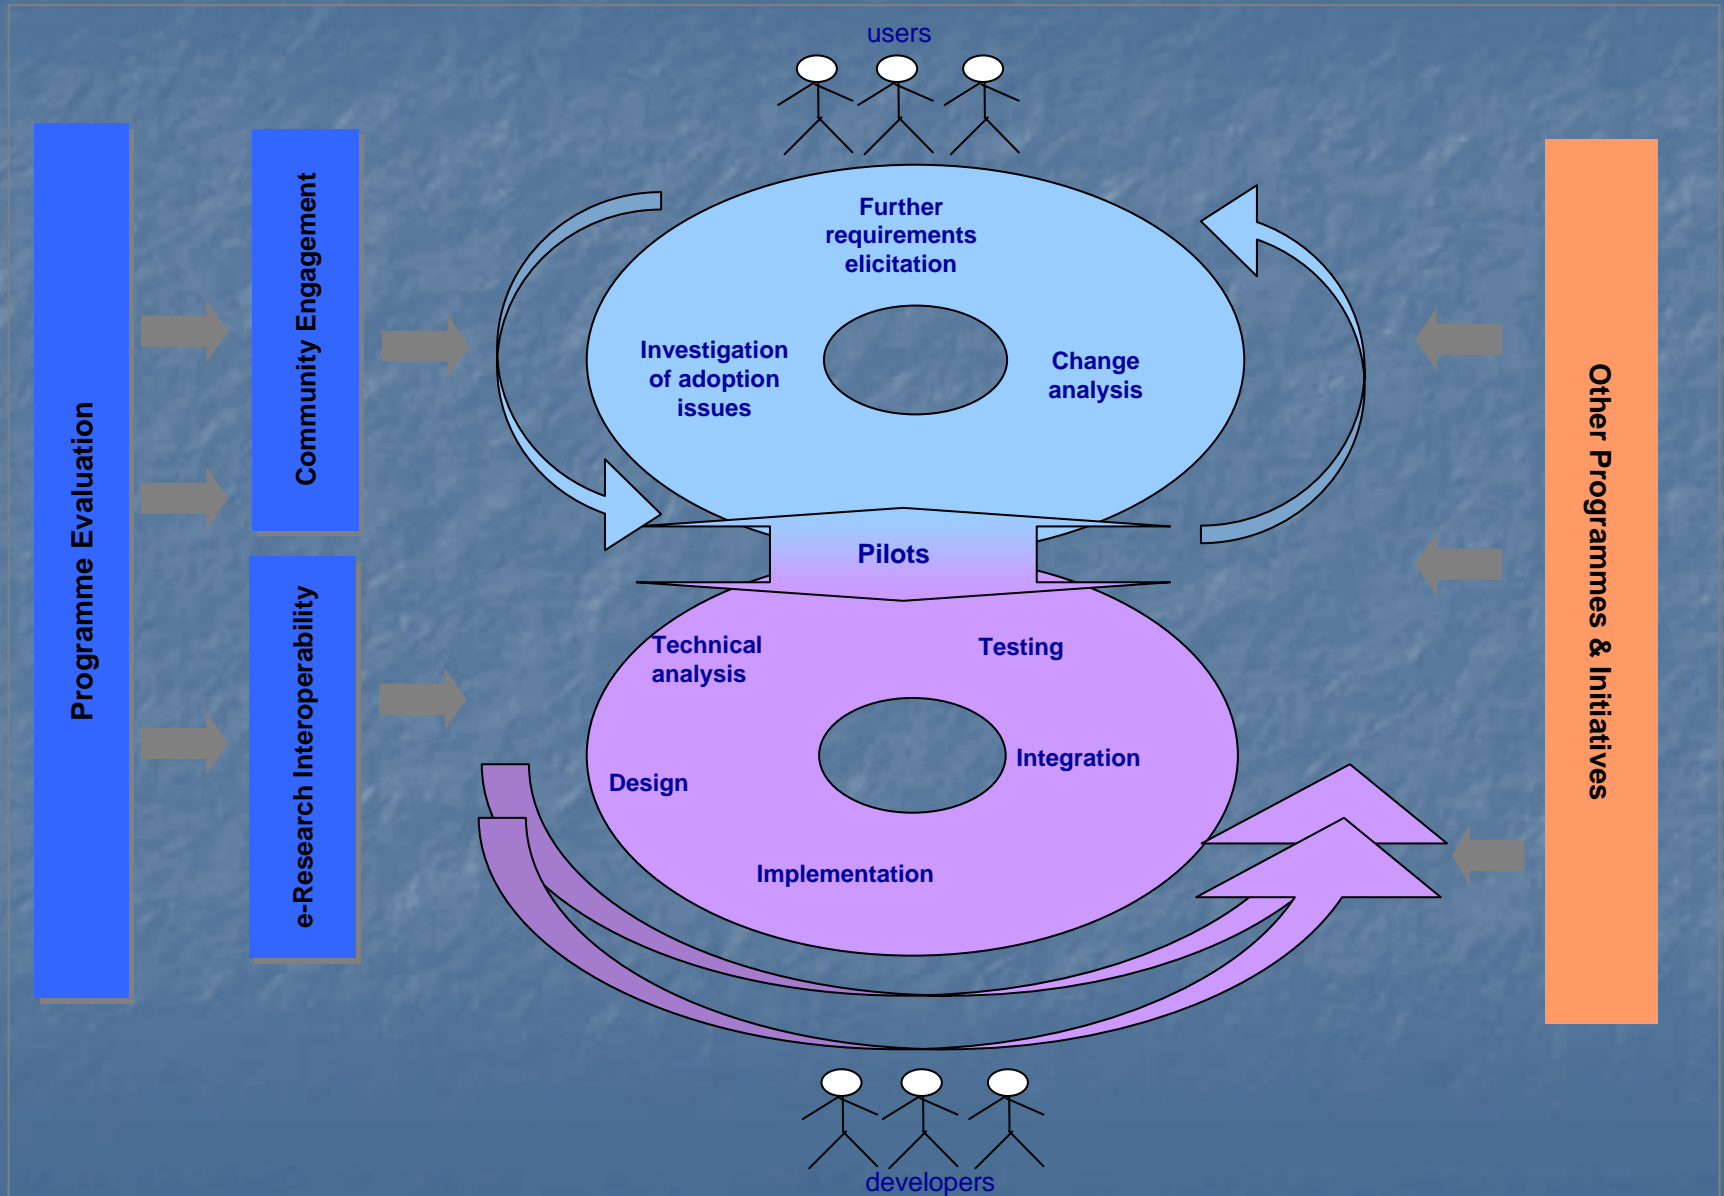 users
Programme Evaluation
Community Engagement
e-Research Interoperability
Further
requirements
elicitation
Investigation
of adoption
issues
Change
analysis
Pilots
Technical
analysis
Testing
Design
Integration
Implementation
Other Programmes & Initiatives
developers